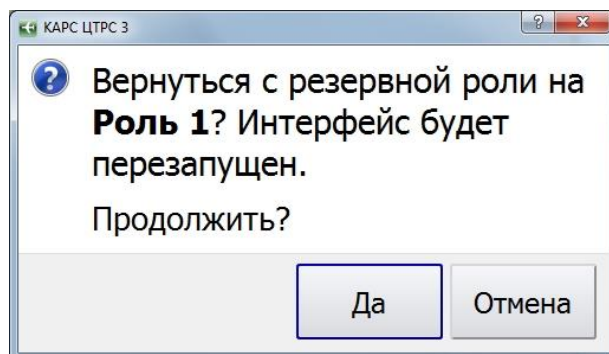 КАРС ЦТРС 3
Вернуться с резервной роли на
Роль 1? Интерфейс будет
перезапущен.
Продолжить?
Да
Отмена